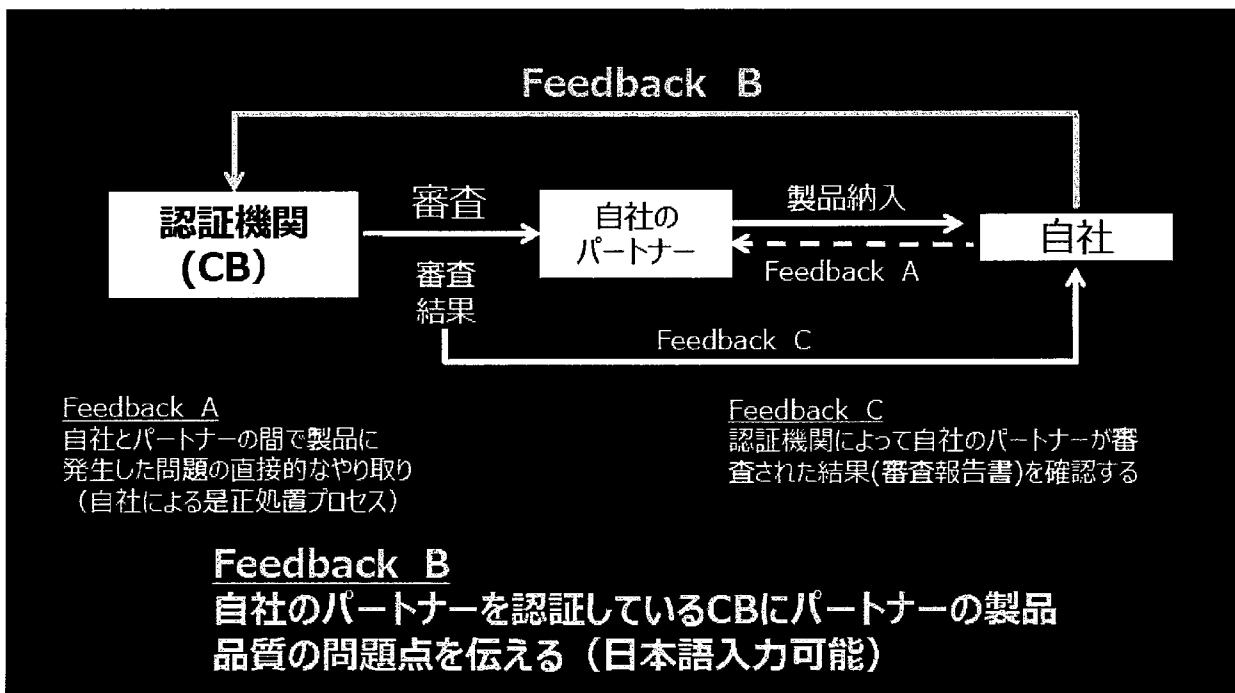 Feedback B
認証機関
(CB)
審査
自社の
パートナー
製品納入
自社
Feedback A
審査
結果
Feedback C
Feedback A
自社とパートナーの間で製品に
発生した問題の直接的なやり取り
（自社による是正処置プロセス）
Feedback C
認証機関によって自社のパートナーが審
査された結果(審査報告書)を確認する
Feedback B
自社のパートナーを認証しているCBにパートナーの製品
品質の問題点を伝える（日本語入力可能）